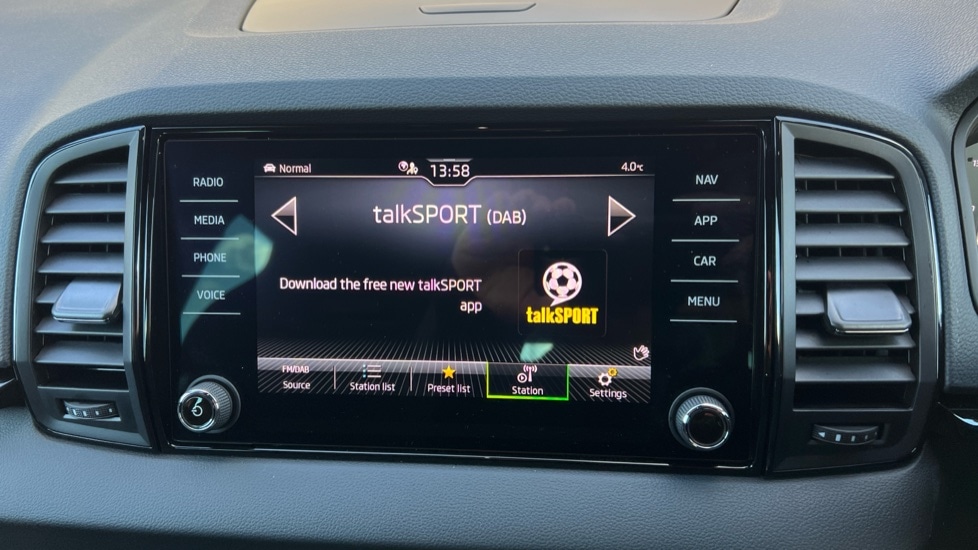 Normal
13:58
4.0°C
RADIO
MEDIA
PHONE
VOICE
talkSPORT (DAB)
Download the free new talkSPORT
app
talkSPORT
FM/DAB
Source
Station list
Preset list
Station
Settings
NAV
APP
CAR
MENU